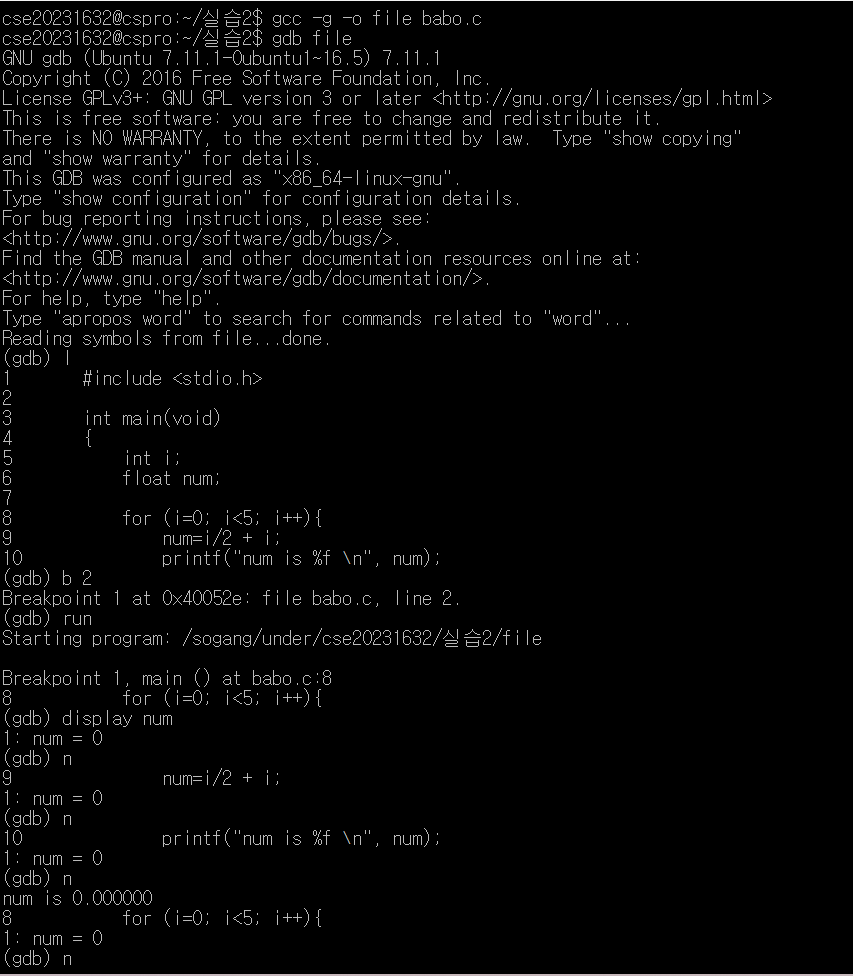 cse20231632@cspro:~/실습2$ gcc -g -o file babo.c
cse20231632@cspro:~/실습2$ gdb file
GNU gdb (Ubuntu 7.11.1-0ubuntu1~16.5) 7.11.1
Copyright (C) 2016 Free Software Foundation, Inc.
License GPLv3+: GNU GPL version 3 or later <http://gnu.org/licenses/gpl.html>
This is free software: you are free to change and redistribute it.
There is NO WARRANTY, to the extent permitted by law.  Type "show copying"
and "show warranty" for details.
This GDB was configured as "x86_64-linux-gnu".
Type "show configuration" for configuration details.
For bug reporting instructions, please see:
<http://www.gnu.org/software/gdb/bugs/>.
Find the GDB manual and other documentation resources online at:
<http://www.gnu.org/software/gdb/documentation/>.
For help, type "help".
Type "apropos word" to search for commands related to "word"...
Reading symbols from file...done.
(gdb) l
1       #include <stdio.h>
2
3       int main(void)
4       {
5           int i;
6           float num;
7
8           for (i=0; i<5; i++){
9               num=i/2 + i;
10              printf("num is %f \n", num);
(gdb) b 2
Breakpoint 1 at 0x40052e: file babo.c, line 2.
(gdb) run
Starting program: /sogang/under/cse20231632/실습2/file

Breakpoint 1, main () at babo.c:8
8           for (i=0; i<5; i++){
(gdb) display num
1: num = 0
(gdb) n
9               num=i/2 + i;
1: num = 0
(gdb) n
10              printf("num is %f \n", num);
1: num = 0
(gdb) n
num is 0.000000
8           for (i=0; i<5; i++){
1: num = 0
(gdb) n